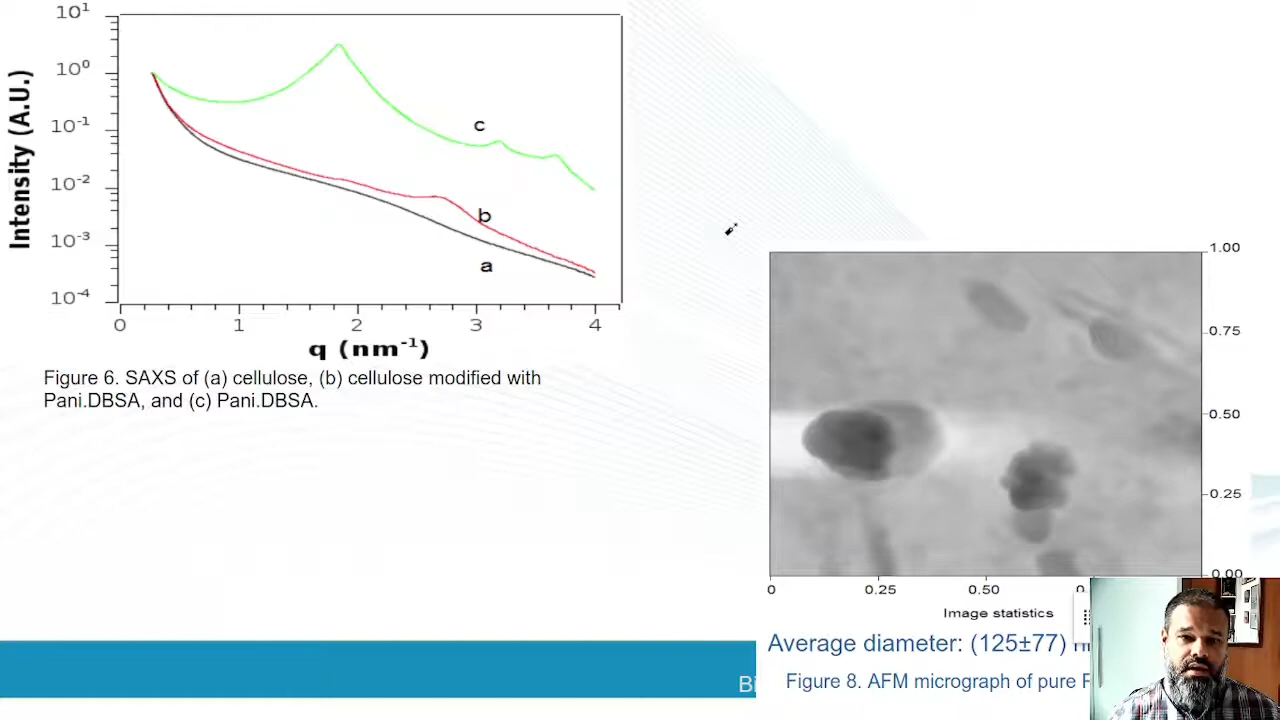 10¹
10⁰
10⁻¹
10⁻²
10⁻³
10⁻⁴
Intensity (A.U.)
c
b
a
0 1 2 3 4
q (nm⁻¹)
Figure 6. SAXS of (a) cellulose, (b) cellulose modified with
Pani.DBSA, and (c) Pani.DBSA.
1.00
0.75
0.50
0.25
0.00
0 0.25 0.50
Image statistics
Average diameter: (125±77)
Figure 8. AFM micrograph of pure